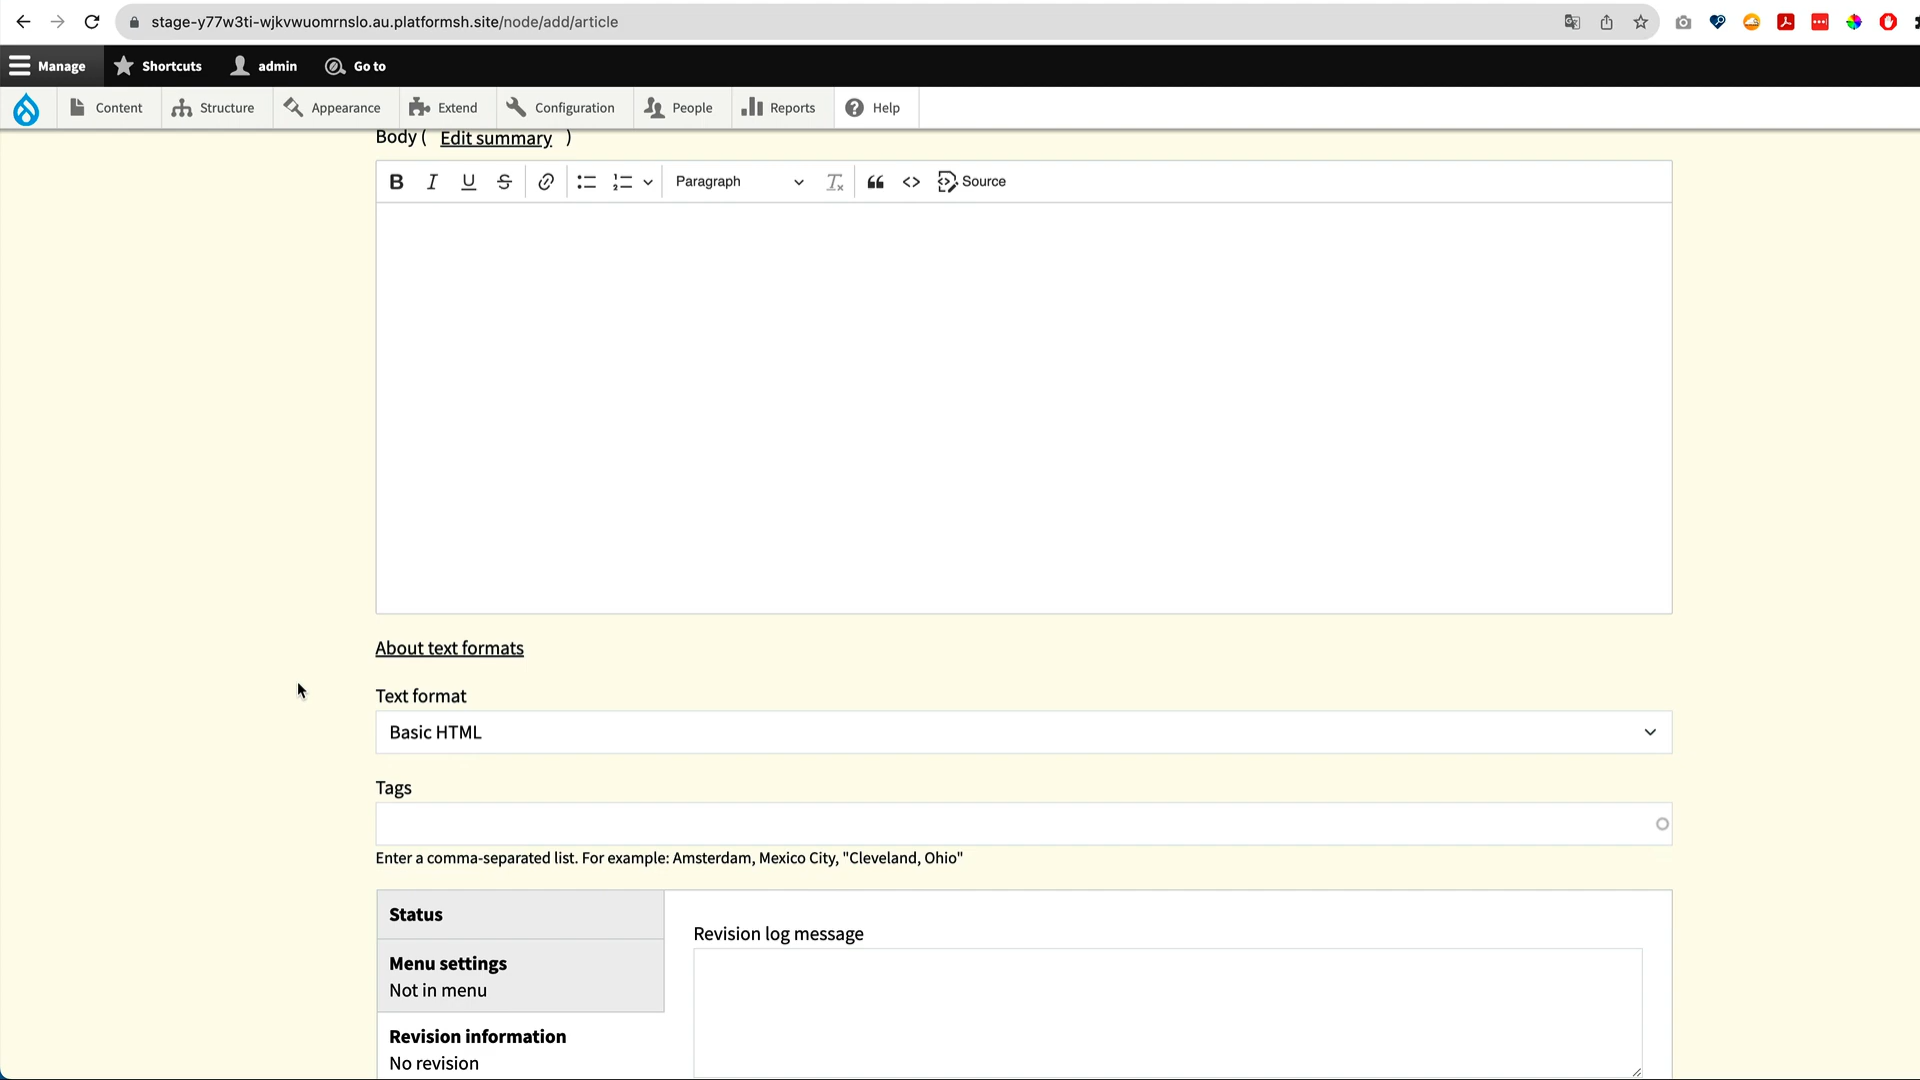 stage-y77w3ti-wjkvwuomrnslo.au.platformsh.site/node/add/article
Manage Shortcuts admin Go to
Content Structure Appearance Extend Configuration People Reports Help
Body ( Edit summary )
B I U S Paragraph Source
About text formats
Text format
Basic HTML
Tags
Enter a comma-separated list. For example: Amsterdam, Mexico City, "Cleveland, Ohio"
Status
Revision log message
Menu settings
Not in menu
Revision information
No revision